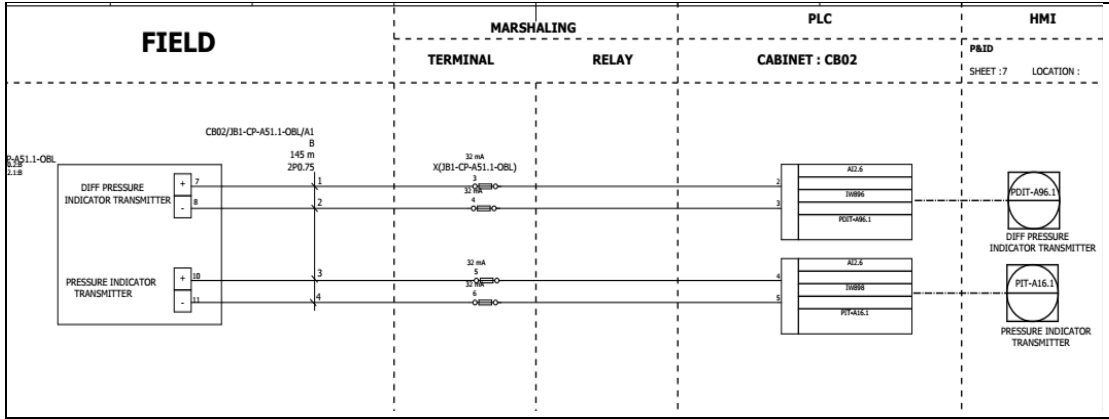 FIELD
MARSHALING
TERMINAL
RELAY
PLC
CABINET : CB02
HMI
P&ID
SHEET :7 LOCATION :
P-A51.1-OBL
CB02/JB1-CP-A51.1-OBL/A1
B
145 m
2P0.75
DIFF PRESSURE
INDICATOR TRANSMITTER
+ 7
- 8
1
2
X(JB1-CP-A51.1-OBL)
32 mA
3
32 mA
4
2
3
AI2.6
IW896
PDIT-A96.1
PDIT-A96.1
DIFF PRESSURE
INDICATOR TRANSMITTER
PRESSURE INDICATOR
TRANSMITTER
+ 10
- 11
3
4
32 mA
5
32 mA
6
4
5
AI2.6
IW898
PIT-A16.1
PIT-A16.1
PRESSURE INDICATOR
TRANSMITTER